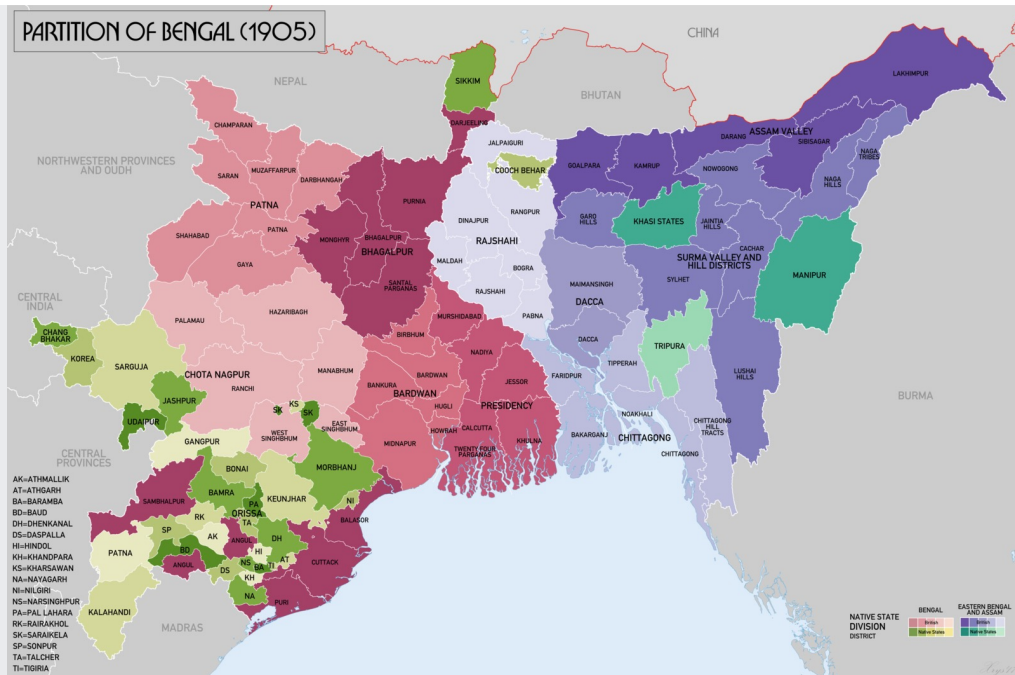 PARTITION OF BENGAL (1905)
CHINA
NEPAL
BHUTAN
SIKKIM
LAKHIMPUR
DARJEELING
CHAMPARAN
DARANG
ASSAM VALLEY
SIBISAGAR
JALPAIGURI
NORTHWESTERN PROVINCES
AND OUDH
SARAN
MUZAFFARPUR
DARBHANGAH
COOCH BEHAR
GOALPARA
KAMRUP
NOWOGONG
NAGA
TRIBES
NAGA
HILLS
PURNIA
PATNA
DINAJPUR
RANGPUR
GARO
HILLS
KHASI STATES
JAINTIA
HILLS
SHAHABAD
PATNA
MONGHYR
BHAGALPUR
BHAGALPUR
RAJSHAHI
CACHAR
GAYA
MALDAH
BOGRA
SURMA VALLEY AND
HILL DISTRICTS
MANIPUR
SANTAL
PARGANAS
RAJSHAHI
MAIMANSINGH
SYLHET
DACCA
CENTRAL
INDIA
HAZARIBAGH
PALAMAU
MURSHIDABAD
PABNA
CHANG
BHAKAR
BIRBHUM
DACCA
TRIPURA
KOREA
SARGUJA
NADIYA
TIPPERAH
CHOTA NAGPUR
MANABHUM
BARDWAN
FARIDPUR
LUSHAI
HILLS
JASHPUR
RANCHI
BANKURA
BARDWAN
JESSOR
BURMA
KS
SK
SK
HUGLI
PRESIDENCY
NOAKHALI
UDAIPUR
WEST
SINGHBHUM
EAST
SINGHBHUM
HOWRAH
CALCUTTA
BAKARGANJ
CHITTAGONG
CHITTAGONG
HILL
TRACTS
GANGPUR
MIDNAPUR
KHULNA
TWENTY FOUR
PARGANAS
CHITTAGONG
CENTRAL
PROVINCES
BONAI
MORBHANJ
BAMRA
KEUNJHAR
SAMBHALPUR
PA
NI
ORISSA
RK
TA
BALASOR
SP
AK
ANGUL
DH
PATNA
BD
HI
ANGUL
DS
NS
BA
TI
AT
CUTTACK
KH
KALAHANDI
NA
PURI
MADRAS
AK=ATHMALLIK
AT=ATHGARH
BA=BARAMBA
BD=BAUD
DH=DHENKANAL
DS=DASPALLA
HI=HINDOL
KH=KHANDPARA
KS=KHARSAWAN
NA=NAYAGARH
NI=NILGIRI
NS=NARSINGHPUR
PA=PAL LAHARA
RK=RAIRAKHOL
SK=SARAIKELA
SP=SONPUR
TA=TALCHER
TI=TIGIRIA
NATIVE STATE
DIVISION
DISTRICT
BENGAL
British
Native States
EASTERN BENGAL
AND ASSAM
British
Native States